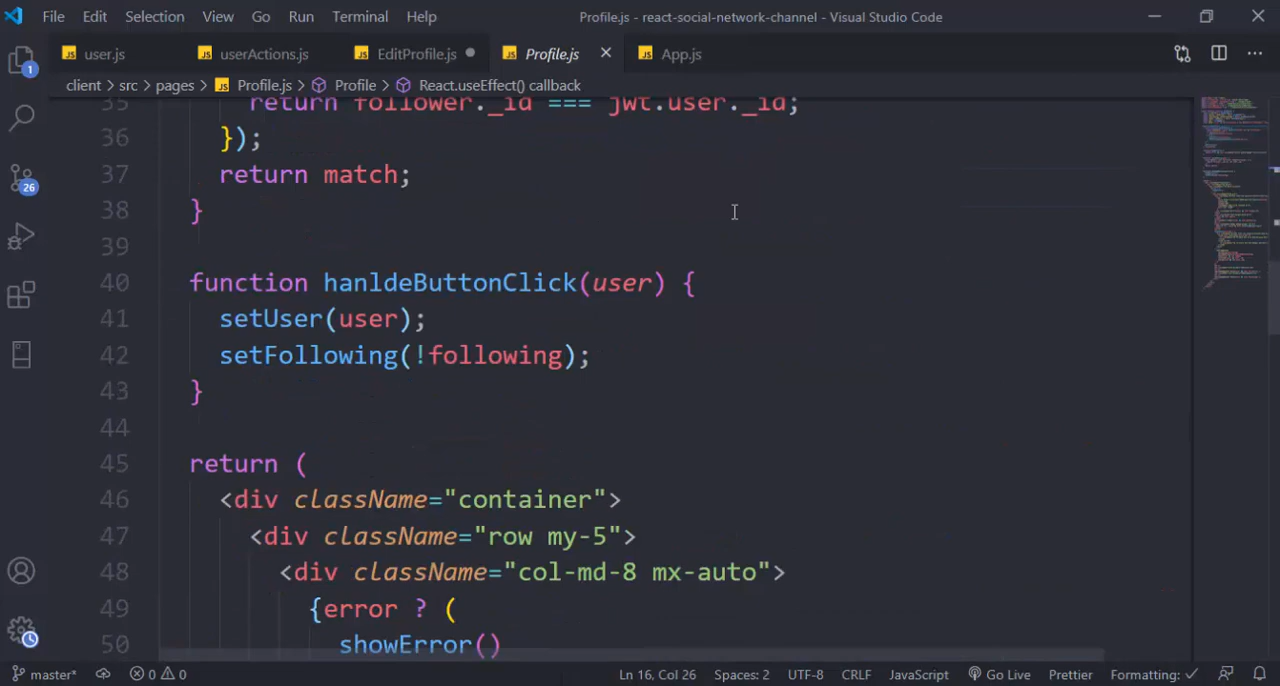 File Edit Selection View Go Run Terminal Help Profile.js - react-social-network-channel - Visual Studio Code
user.js userActions.js EditProfile.js Profile.js App.js
client > src > pages > Profile.js > Profile > React.useEffect() callback
35 return follower._id === jwt.user._id;
36 });
37 return match;
38 }
39
40 function hanldeButtonClick(user) {
41 setUser(user);
42 setFollowing(!following);
43 }
44
45 return (
46 <div className="container">
47 <div className="row my-5">
48 <div className="col-md-8 mx-auto">
49 {error ? (
50 showError()
1
26
master* 0 0 Ln 16, Col 26 Spaces: 2 UTF-8 CRLF JavaScript Go Live Prettier Formatting: ✓